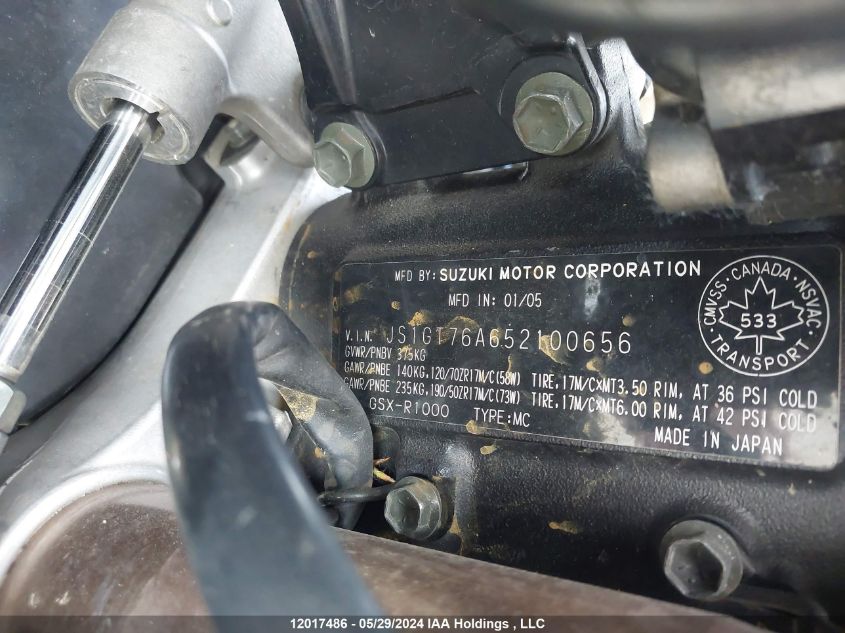 MFD BY: SUZUKI MOTOR CORPORATION
MFD IN: 01/05
V.I.N. JS1GT76A652100656
GVWR/PNBV 375KG
GAWR/PNBE 140KG,120/70ZR17M/C(58W) TIRE,17M/C×MT3.50 RIM, AT 36 PSI COLD
GAWR/PNBE 235KG,190/50ZR17M/C(73W) TIRE,17M/C×MT6.00 RIM, AT 42 PSI COLD
GSX-R1000 TYPE:MC
MADE IN JAPAN
CMVSS·CANADA·NSVAC
533
·TRANSPORT·
12017486 - 05/29/2024 IAA Holdings , LLC